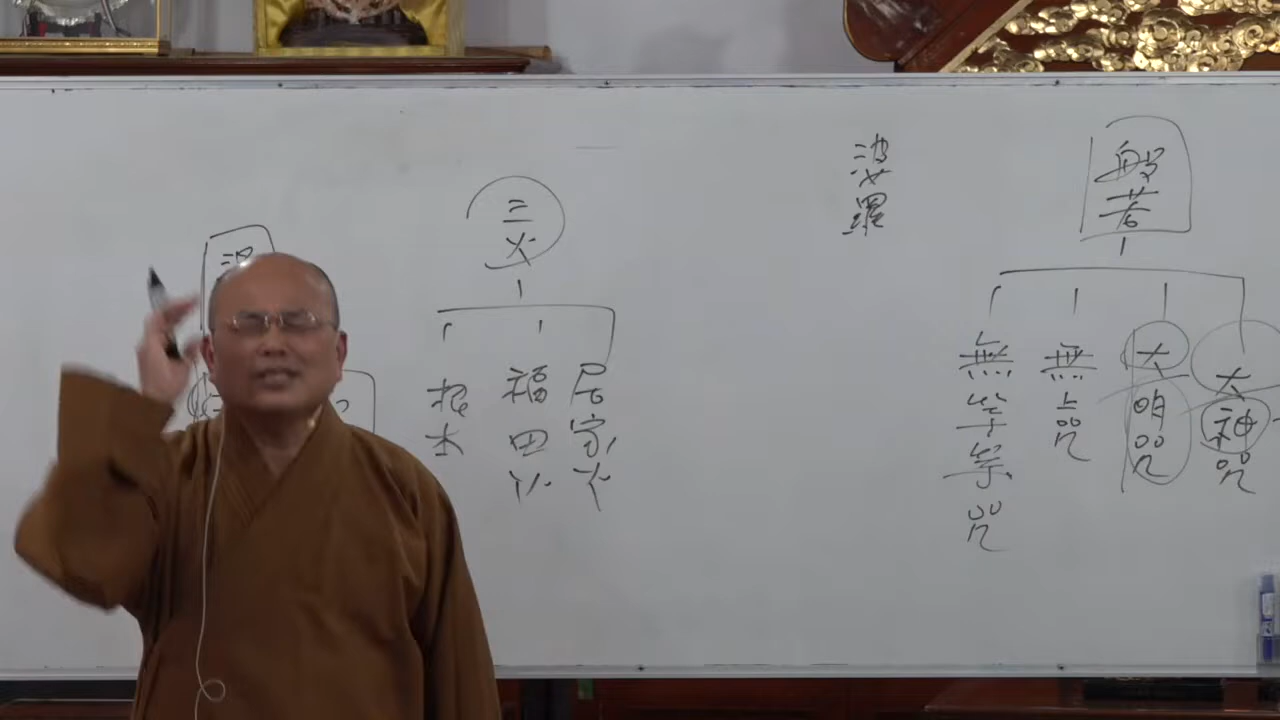 般若
大神咒
大明咒
無上咒
無等等咒
波羅
三火
居家火
福田火
根本